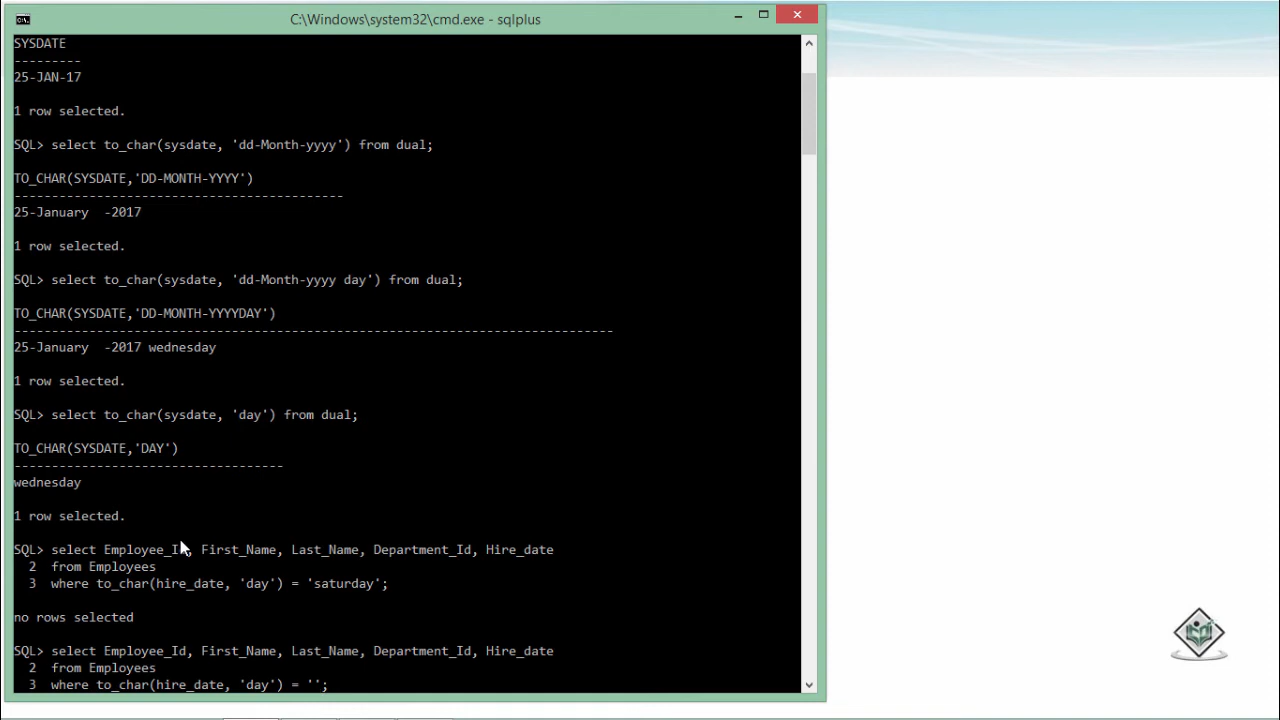 C:\Windows\system32\cmd.exe - sqlplus
SYSDATE
---------
25-JAN-17
1 row selected.
SQL> select to_char(sysdate, 'dd-Month-yyyy') from dual;
TO_CHAR(SYSDATE,'DD-MONTH-YYYY')
--------------------------------------------
25-January  -2017
1 row selected.
SQL> select to_char(sysdate, 'dd-Month-yyyy day') from dual;
TO_CHAR(SYSDATE,'DD-MONTH-YYYYDAY')
--------------------------------------------------------------------------------
25-January  -2017 wednesday
1 row selected.
SQL> select to_char(sysdate, 'day') from dual;
TO_CHAR(SYSDATE,'DAY')
------------------------------------
wednesday
1 row selected.
SQL> select Employee_Id, First_Name, Last_Name, Department_Id, Hire_date
  2  from Employees
  3  where to_char(hire_date, 'day') = 'saturday';
no rows selected
SQL> select Employee_Id, First_Name, Last_Name, Department_Id, Hire_date
  2  from Employees
  3  where to_char(hire_date, 'day') = '';